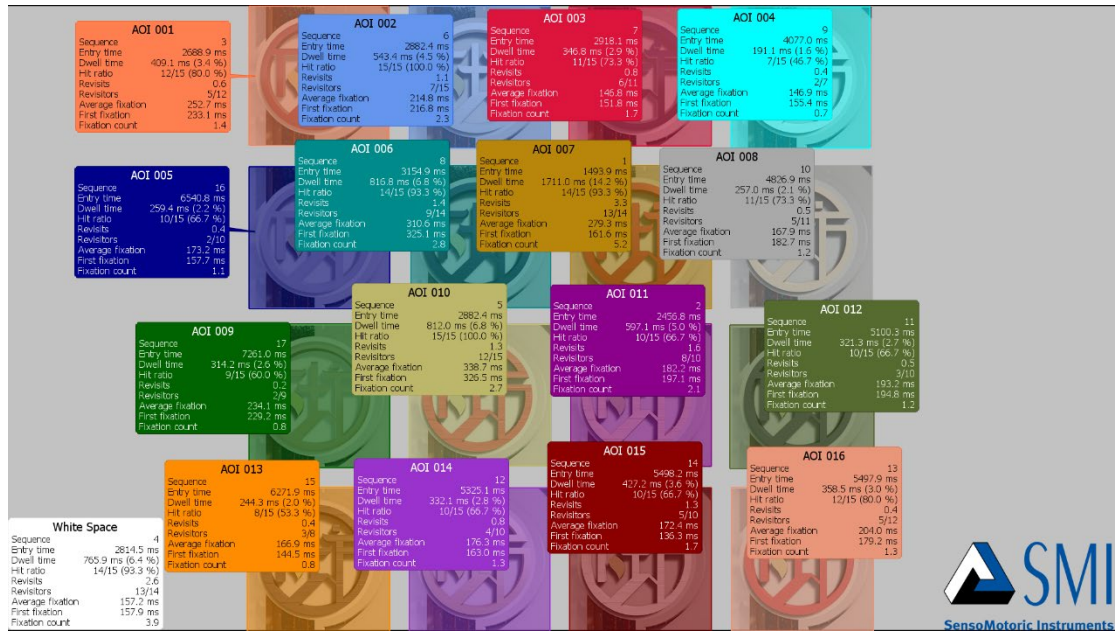 AOI 001
Sequence 3
Entry time 2688.9 ms
Dwell time 409.1 ms (3.4 %)
Hit ratio 12/15 (80.0 %)
Revisits 0.6
Revisitors 5/12
Average fixation 252.7 ms
First fixation 233.1 ms
Fixation count 1.4
AOI 002
Sequence 6
Entry time 2882.4 ms
Dwell time 543.4 ms (4.5 %)
Hit ratio 15/15 (100.0 %)
Revisits 1.1
Revisitors 7/15
Average fixation 214.8 ms
First fixation 216.8 ms
Fixation count 2.3
AOI 003
Sequence 7
Entry time 2918.1 ms
Dwell time 346.8 ms (2.9 %)
Hit ratio 11/15 (73.3 %)
Revisits 0.8
Revisitors 6/11
Average fixation 146.8 ms
First fixation 151.8 ms
Fixation count 1.7
AOI 004
Sequence 9
Entry time 4077.0 ms
Dwell time 191.1 ms (1.6 %)
Hit ratio 7/15 (46.7 %)
Revisits 0.4
Revisitors 2/7
Average fixation 146.9 ms
First fixation 155.4 ms
Fixation count 0.7
AOI 005
Sequence 16
Entry time 6540.8 ms
Dwell time 259.4 ms (2.2 %)
Hit ratio 10/15 (66.7 %)
Revisits 0.4
Revisitors 2/10
Average fixation 173.2 ms
First fixation 157.7 ms
Fixation count 1.1
AOI 006
Sequence 8
Entry time 3154.9 ms
Dwell time 816.8 ms (6.8 %)
Hit ratio 14/15 (93.3 %)
Revisits 1.4
Revisitors 9/14
Average fixation 310.6 ms
First fixation 325.1 ms
Fixation count 2.8
AOI 007
Sequence 1
Entry time 1493.9 ms
Dwell time 1711.0 ms (14.2 %)
Hit ratio 14/15 (93.3 %)
Revisits 3.3
Revisitors 13/14
Average fixation 279.3 ms
First fixation 161.6 ms
Fixation count 5.2
AOI 008
Sequence 10
Entry time 4826.9 ms
Dwell time 257.0 ms (2.1 %)
Hit ratio 11/15 (73.3 %)
Revisits 0.5
Revisitors 5/11
Average fixation 167.9 ms
First fixation 182.7 ms
Fixation count 1.2
AOI 009
Sequence 17
Entry time 7261.0 ms
Dwell time 314.2 ms (2.6 %)
Hit ratio 9/15 (60.0 %)
Revisits 0.2
Revisitors 2/9
Average fixation 234.1 ms
First fixation 229.2 ms
Fixation count 0.8
AOI 010
Sequence 5
Entry time 2882.4 ms
Dwell time 812.0 ms (6.8 %)
Hit ratio 15/15 (100.0 %)
Revisits 1.3
Revisitors 12/15
Average fixation 338.7 ms
First fixation 326.5 ms
Fixation count 2.7
AOI 011
Sequence 2
Entry time 2456.8 ms
Dwell time 597.1 ms (5.0 %)
Hit ratio 10/15 (66.7 %)
Revisits 1.6
Revisitors 8/10
Average fixation 182.2 ms
First fixation 197.1 ms
Fixation count 2.1
AOI 012
Sequence 11
Entry time 5100.3 ms
Dwell time 321.3 ms (2.7 %)
Hit ratio 10/15 (66.7 %)
Revisits 0.5
Revisitors 3/10
Average fixation 193.2 ms
First fixation 194.8 ms
Fixation count 1.2
AOI 013
Sequence 15
Entry time 6271.9 ms
Dwell time 244.3 ms (2.0 %)
Hit ratio 8/15 (53.3 %)
Revisits 0.4
Revisitors 3/8
Average fixation 166.9 ms
First fixation 144.5 ms
Fixation count 0.8
AOI 014
Sequence 12
Entry time 5325.1 ms
Dwell time 332.1 ms (2.8 %)
Hit ratio 10/15 (66.7 %)
Revisits 0.8
Revisitors 4/10
Average fixation 176.3 ms
First fixation 163.0 ms
Fixation count 1.3
AOI 015
Sequence 14
Entry time 5498.2 ms
Dwell time 427.2 ms (3.6 %)
Hit ratio 10/15 (66.7 %)
Revisits 1.3
Revisitors 5/10
Average fixation 172.4 ms
First fixation 136.3 ms
Fixation count 1.7
AOI 016
Sequence 13
Entry time 5497.9 ms
Dwell time 358.5 ms (3.0 %)
Hit ratio 12/15 (80.0 %)
Revisits 0.4
Revisitors 5/12
Average fixation 204.0 ms
First fixation 179.2 ms
Fixation count 1.3
White Space
Sequence 4
Entry time 2814.5 ms
Dwell time 765.9 ms (6.4 %)
Hit ratio 14/15 (93.3 %)
Revisits 2.6
Revisitors 13/14
Average fixation 157.2 ms
First fixation 157.9 ms
Fixation count 3.9
SMI
SensoMotoric Instruments